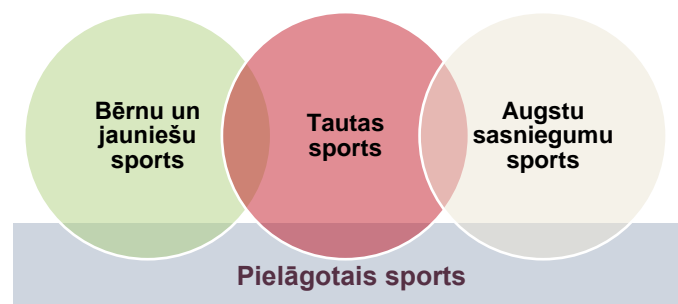 Bērnu un
jauniešu
sports
Tautas
sports
Augstu
sasniegumu
sports
Pielāgotais sports